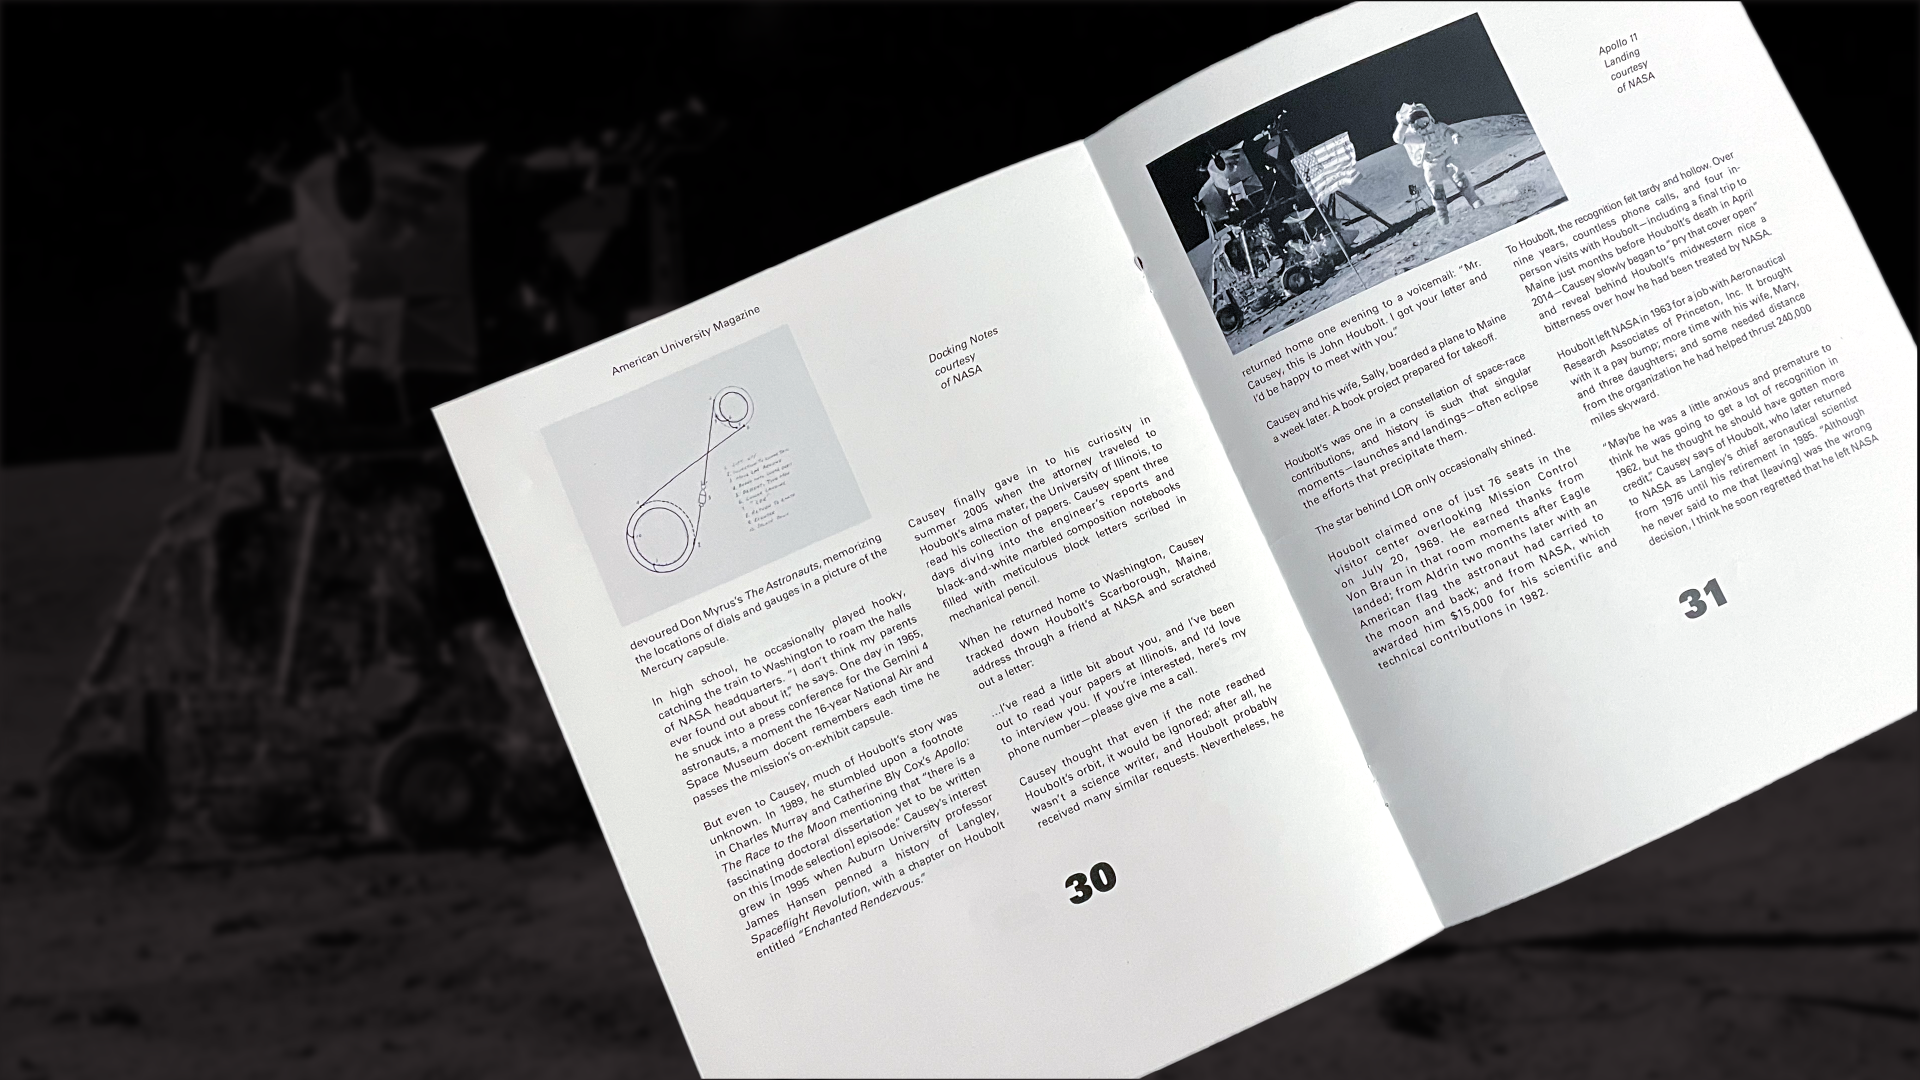 American University Magazine
Docking Notes
courtesy
of NASA
devoured Don Myrus's The Astronauts, memorizing
the locations of dials and gauges in a picture of the
Mercury capsule.
In high school, he occasionally played hooky,
catching the train to Washington to roam the halls
of NASA headquarters. "I don't think my parents
ever found out about it," he says. One day in 1965,
he snuck into a press conference for the Gemini 4
astronauts, a moment the 16-year National Air and
Space Museum docent remembers each time he
passes the mission's on-exhibit capsule.
But even to Causey, much of Houbolt's story was
unknown. In 1989, he stumbled upon a footnote
in Charles Murray and Catherine Bly Cox's Apollo:
The Race to the Moon mentioning that "there is a
fascinating doctoral dissertation yet to be written
on this [mode selection] episode." Causey's interest
grew in 1995 when Auburn University professor
James Hansen penned a history of Langley,
Spaceflight Revolution, with a chapter on Houbolt
entitled "Enchanted Rendezvous."
Causey finally gave in to his curiosity in
summer 2005 when the attorney traveled to
Houbolt's alma mater, the University of Illinois, to
read his collection of papers. Causey spent three
days diving into the engineer's reports and
black-and-white marbled composition notebooks
filled with meticulous block letters scribed in
mechanical pencil.
When he returned home to Washington, Causey
tracked down Houbolt's Scarborough, Maine,
address through a friend at NASA and scratched
out a letter:
...I've read a little bit about you, and I've been
out to read your papers at Illinois, and I'd love
to interview you. If you're interested, here's my
phone number—please give me a call.
Causey thought that even if the note reached
Houbolt's orbit, it would be ignored; after all, he
wasn't a science writer, and Houbolt probably
received many similar requests. Nevertheless, he
30
Apollo 11
Landing
courtesy
of NASA
returned home one evening to a voicemail: "Mr.
Causey, this is John Houbolt. I got your letter and
I'd be happy to meet with you."
Causey and his wife, Sally, boarded a plane to Maine
a week later. A book project prepared for takeoff.
Houbolt's was one in a constellation of space-race
contributions, and history is such that singular
moments—launches and landings—often eclipse
the efforts that precipitate them.
The star behind LOR only occasionally shined.
Houbolt claimed one of just 76 seats in the
visitor center overlooking Mission Control
on July 20, 1969. He earned thanks from
Von Braun in that room moments after Eagle
landed; from Aldrin two months later with an
American flag the astronaut had carried to
the moon and back; and from NASA, which
awarded him $15,000 for his scientific and
technical contributions in 1982.
To Houbolt, the recognition felt tardy and hollow. Over
nine years, countless phone calls, and four in-
person visits with Houbolt—including a final trip to
Maine just months before Houbolt's death in April
2014—Causey slowly began to "pry that cover open"
and reveal behind Houbolt's midwestern nice a
bitterness over how he had been treated by NASA.
Houbolt left NASA in 1963 for a job with Aeronautical
Research Associates of Princeton, Inc. It brought
with it a pay bump; more time with his wife, Mary,
and three daughters; and some needed distance
from the organization he had helped thrust 240,000
miles skyward.
"Maybe he was a little anxious and premature to
think he was going to get a lot of recognition in
1962, but he thought he should have gotten more
credit," Causey says of Houbolt, who later returned
to NASA as Langley's chief aeronautical scientist
from 1976 until his retirement in 1985. "Although
he never said to me that [leaving] was the wrong
decision, I think he soon regretted that he left NASA
31